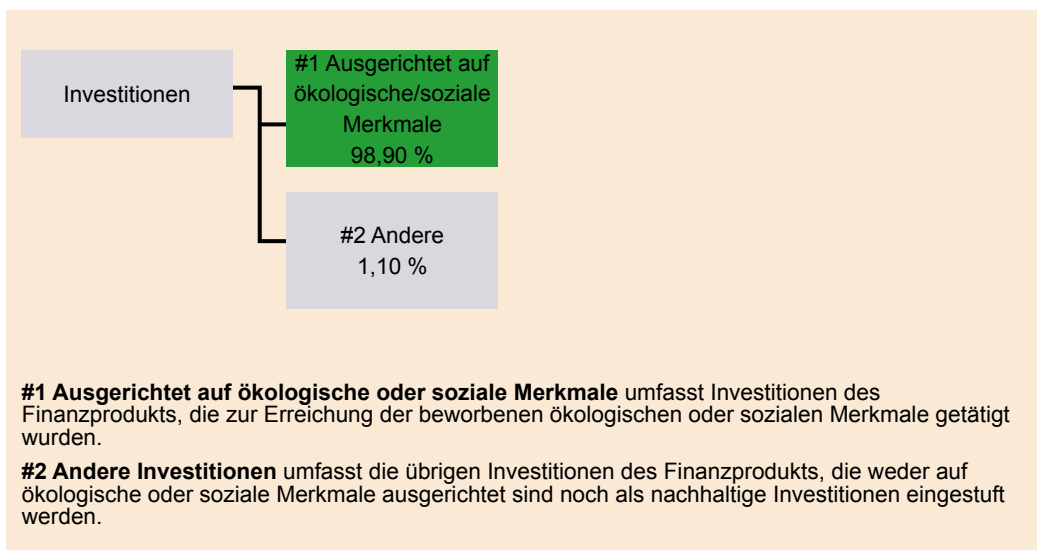 Investitionen
#1 Ausgerichtet auf
ökologische/soziale
Merkmale
98,90 %
#2 Andere
1,10 %
#1 Ausgerichtet auf ökologische oder soziale Merkmale umfasst Investitionen des
Finanzprodukts, die zur Erreichung der beworbenen ökologischen oder sozialen Merkmale getätigt
wurden.
#2 Andere Investitionen umfasst die übrigen Investitionen des Finanzprodukts, die weder auf
ökologische oder soziale Merkmale ausgerichtet sind noch als nachhaltige Investitionen eingestuft
werden.